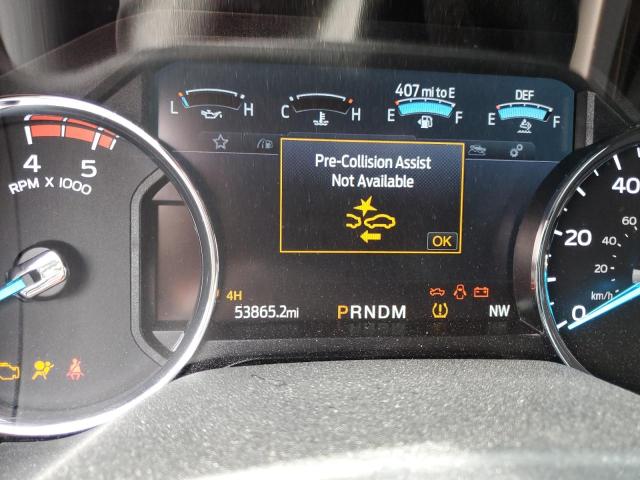 407 mi to E
DEF
L H C H E F E F
Pre-Collision Assist
Not Available
OK
4 5
RPM X 1000
40
60
20
40
20
km/h
0
4H
53865.2mi
PRNDM
NW